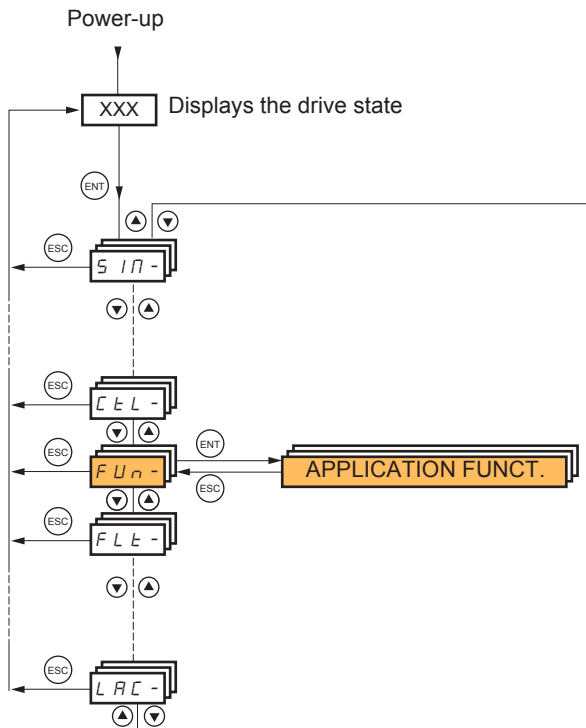 Power-up
XXX
Displays the drive state
ENT
ESC
SIM-
ESC
CtL-
ESC
FUn-
ENT
ESC
APPLICATION FUNCT.
ESC
FLt-
ESC
LAC-